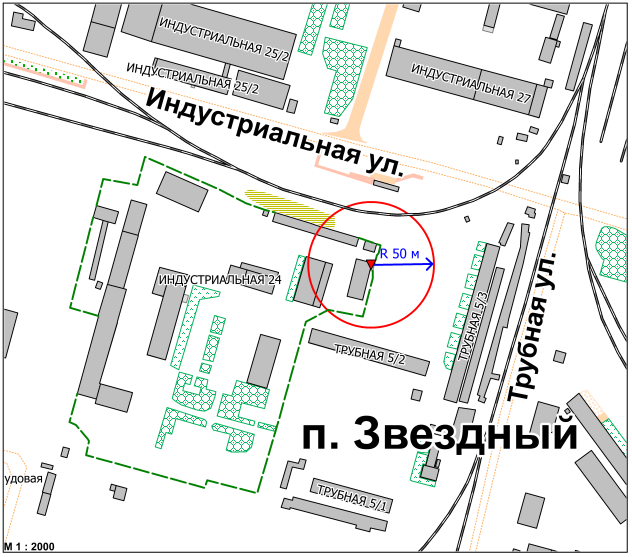 ИНДУСТРИАЛЬНАЯ 25/2
ИНДУСТРИАЛЬНАЯ 25/2
ИНДУСТРИАЛЬНАЯ 27
Индустриальная ул.
R 50 м
ИНДУСТРИАЛЬНАЯ 24
Трубная ул.
ТРУБНАЯ 5/3
ТРУБНАЯ 5/2
п. Звездный
удовая
ТРУБНАЯ 5/1
М 1 : 2000